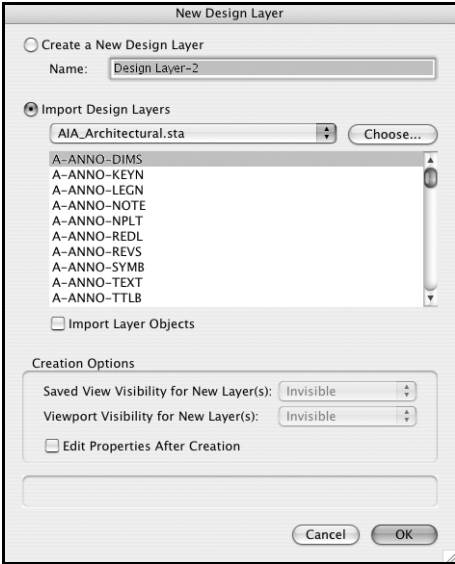 New Design Layer
Create a New Design Layer
Name: Design Layer-2
Import Design Layers
AIA_Architectural.sta Choose...
A-ANNO-DIMS
A-ANNO-KEYN
A-ANNO-LEGN
A-ANNO-NOTE
A-ANNO-NPLT
A-ANNO-REDL
A-ANNO-REVS
A-ANNO-SYMB
A-ANNO-TEXT
A-ANNO-TTLB
Import Layer Objects
Creation Options
Saved View Visibility for New Layer(s): Invisible
Viewport Visibility for New Layer(s): Invisible
Edit Properties After Creation
Cancel OK